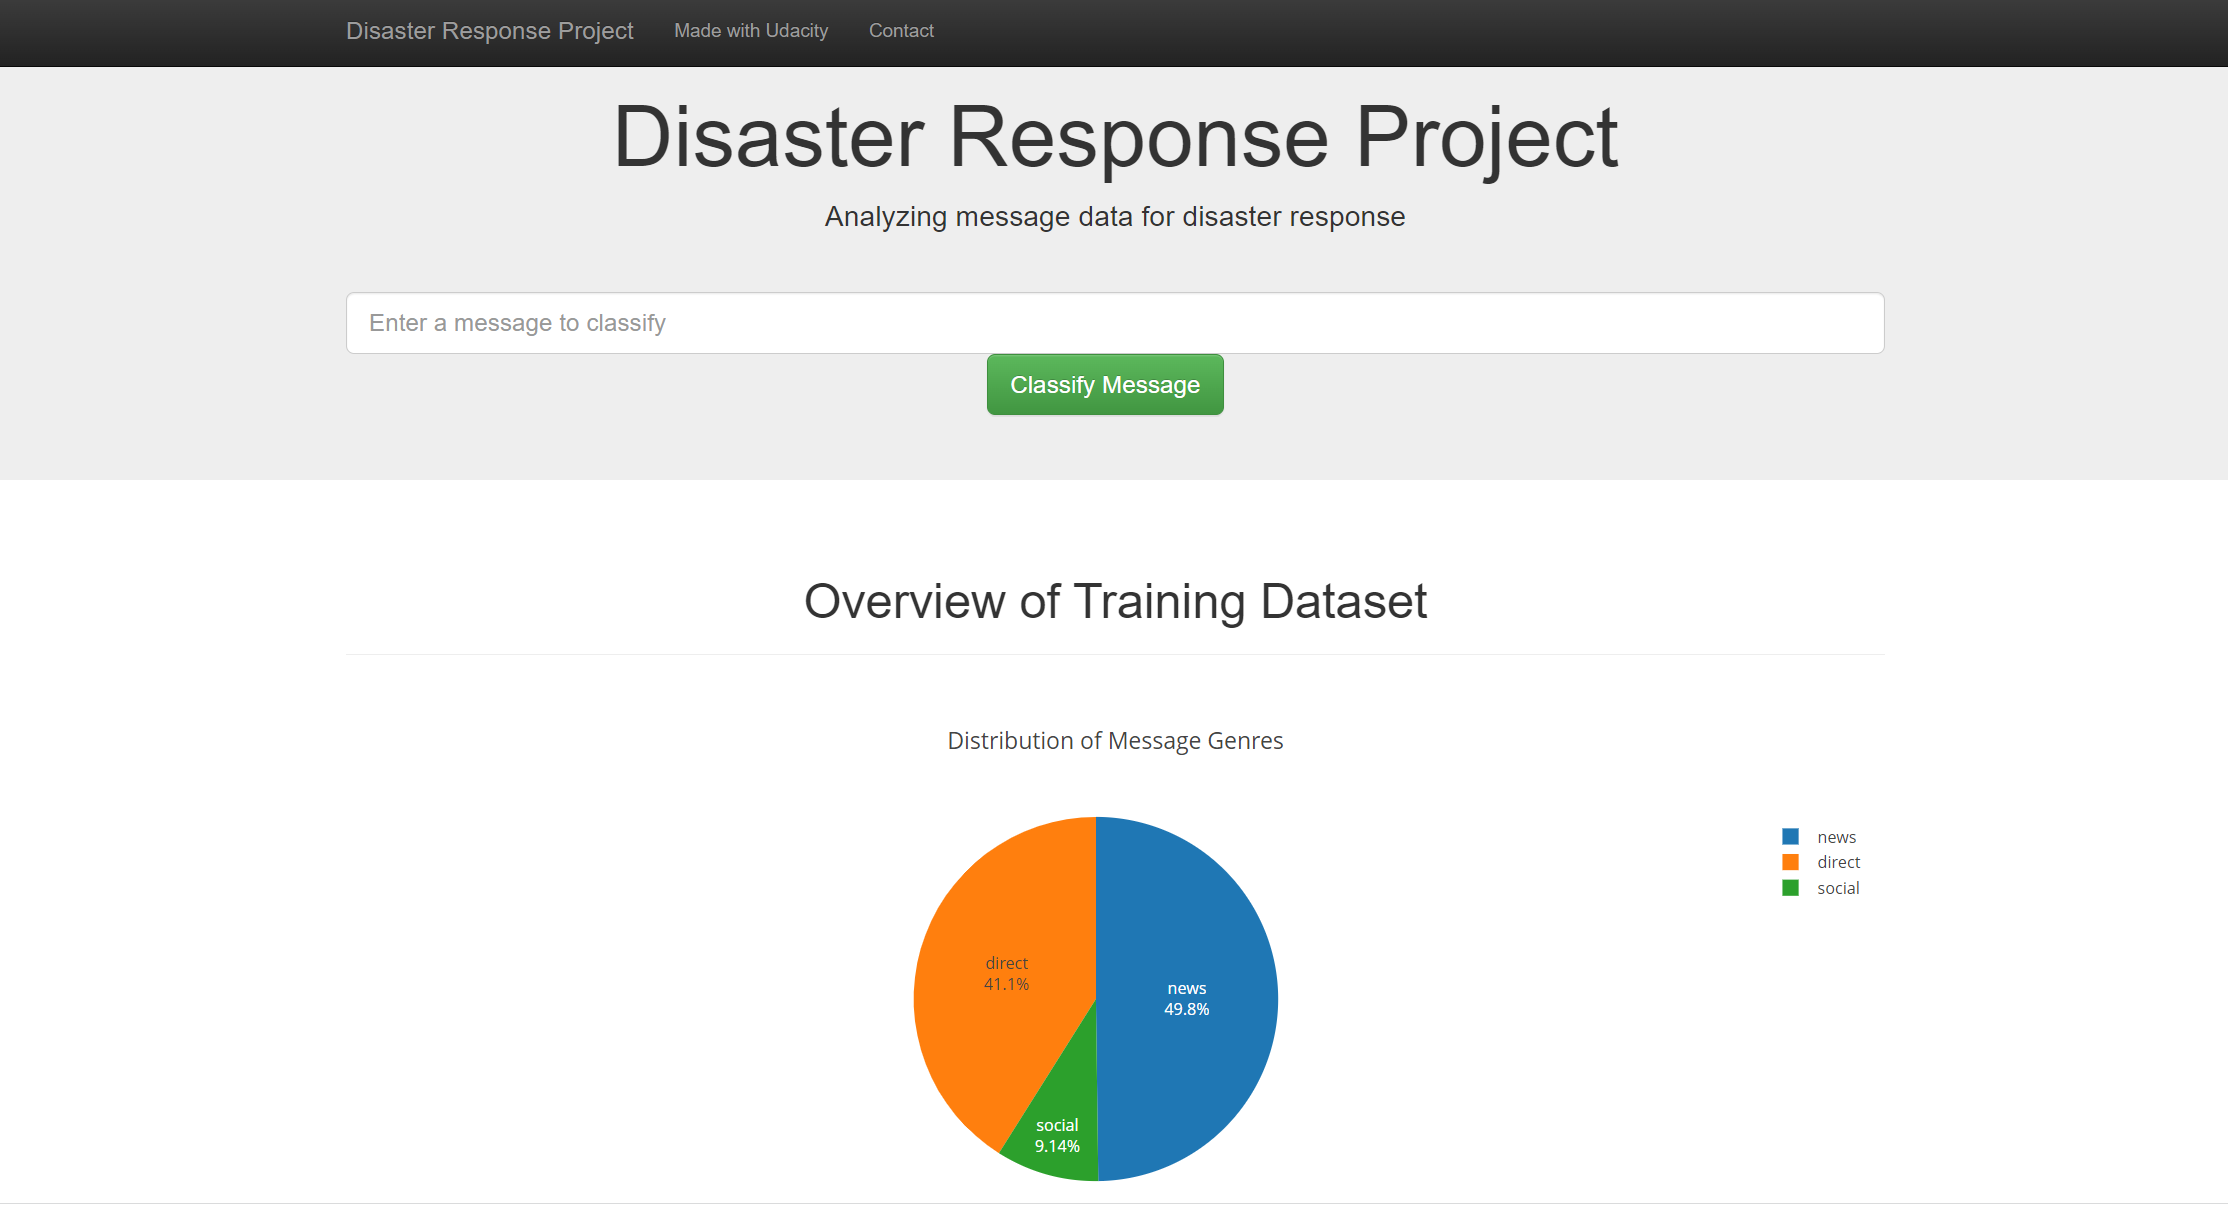 Disaster Response Project Made with Udacity Contact
Disaster Response Project
Analyzing message data for disaster response
Enter a message to classify
Classify Message
Overview of Training Dataset
Distribution of Message Genres
news
direct
social
direct
41.1%
news
49.8%
social
9.14%